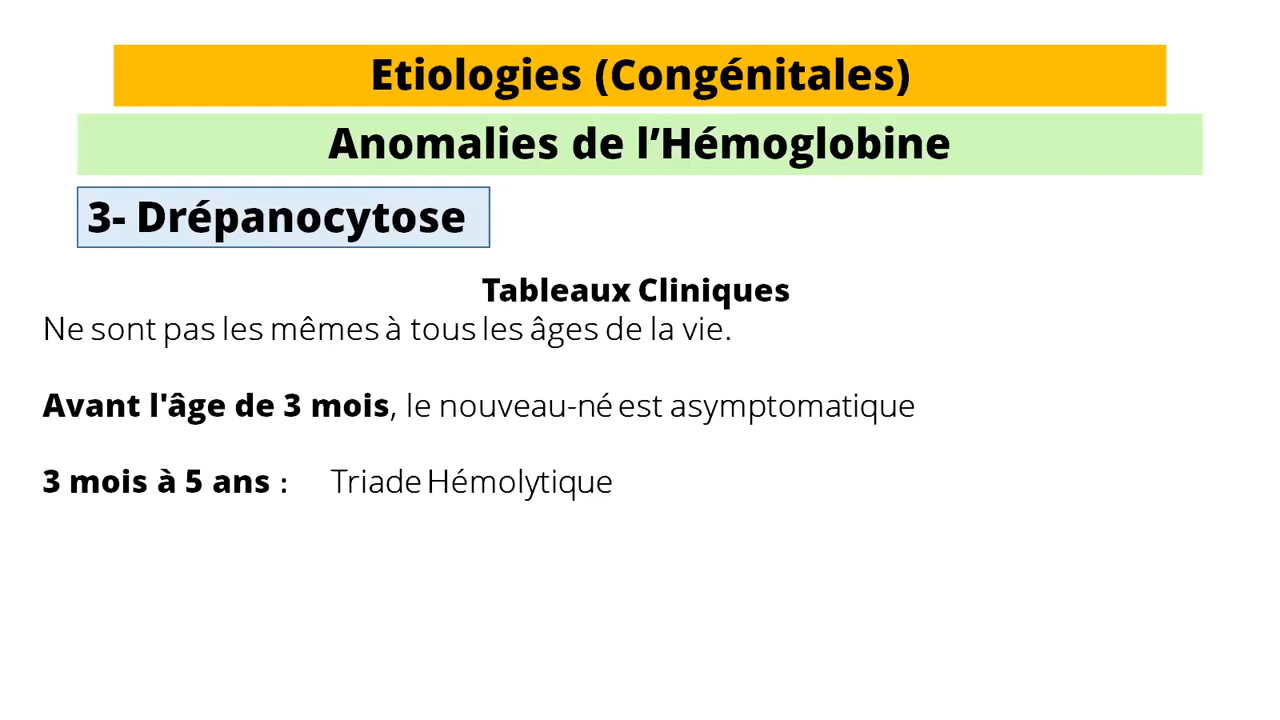 Etiologies (Congénitales)
Anomalies de l’Hémoglobine
3- Drépanocytose
Tableaux Cliniques
Ne sont pas les mêmes à tous les âges de la vie.
Avant l'âge de 3 mois, le nouveau-né est asymptomatique
3 mois à 5 ans : Triade Hémolytique